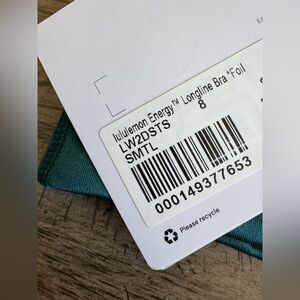 lululemon Energy™ Longline Bra *Foil
LW2DSTS 8
SMTL
000149377653
Please recycle